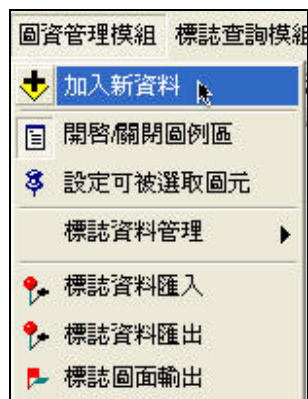 圖資管理模組 標誌查詢模組
加入新資料
開啓/關閉圖例區
設定可被選取圖元
標誌資料管理
標誌資料匯入
標誌資料匯出
標誌圖面輸出